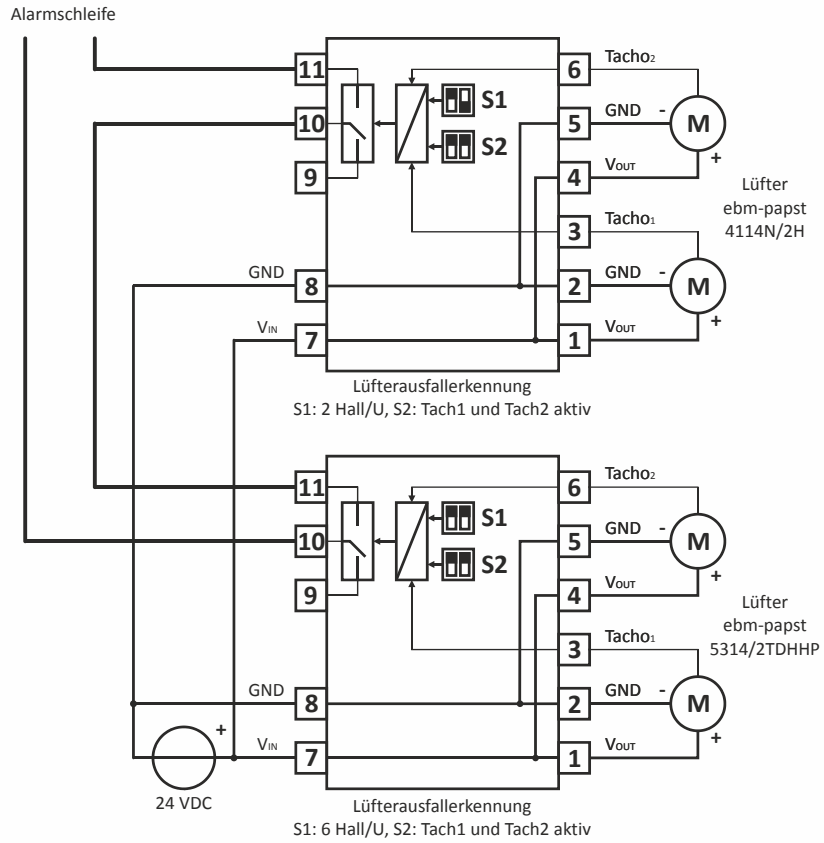 Alarmschleife
11
10
9
8
7
GND
VIN
S1
S2
6
5
4
3
2
1
Tacho2
GND
VOUT
Tacho1
GND
VOUT
-
M
+
-
M
+
Lüfter
ebm-papst
4114N/2H
Lüfterausfallerkennung
S1: 2 Hall/U, S2: Tach1 und Tach2 aktiv
11
10
9
8
7
GND
VIN
S1
S2
6
5
4
3
2
1
Tacho2
GND
VOUT
Tacho1
GND
VOUT
-
M
+
-
M
+
Lüfter
ebm-papst
5314/2TDHHP
+
24 VDC
Lüfterausfallerkennung
S1: 6 Hall/U, S2: Tach1 und Tach2 aktiv